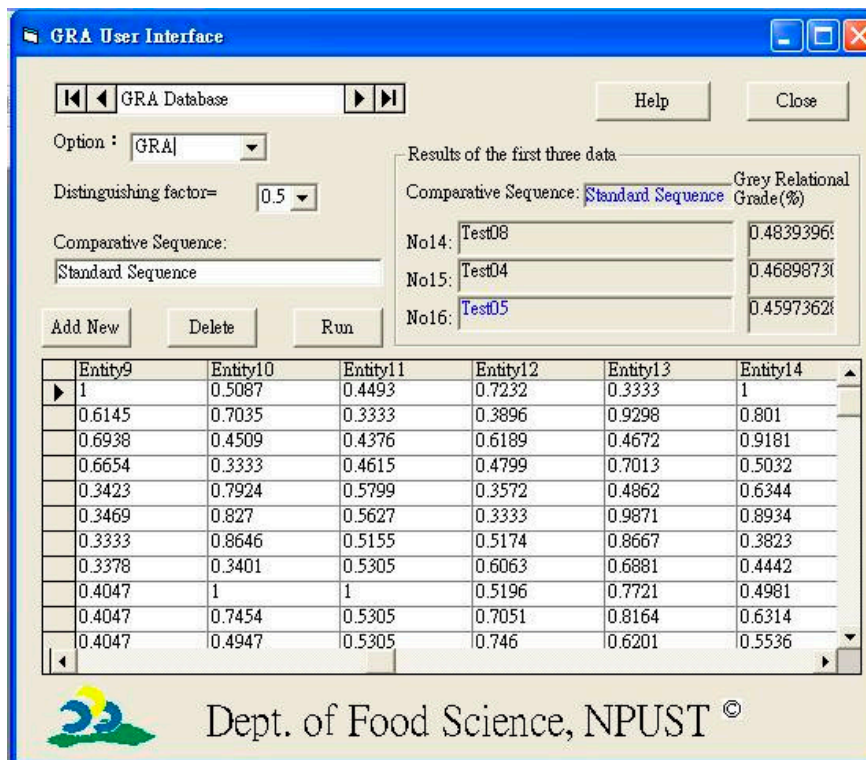 GRA User Interface
GRA Database
Help
Close
Option：
GRA
Distinguishing factor=
0.5
Comparative Sequence:
Standard Sequence
Results of the first three data
Comparative Sequence: Standard Sequence
Grey Relational
Grade(%)
No14: Test08 0.4839396
No15: Test04 0.4689873
No16: Test05 0.4597362
Add New
Delete
Run
Entity9 Entity10 Entity11 Entity12 Entity13 Entity14
1 0.5087 0.4493 0.7232 0.3333 1
0.6145 0.7035 0.3333 0.3896 0.9298 0.801
0.6938 0.4509 0.4376 0.6189 0.4672 0.9181
0.6654 0.3333 0.4615 0.4799 0.7013 0.5032
0.3423 0.7924 0.5799 0.3572 0.4862 0.6344
0.3469 0.827 0.5627 0.3333 0.9871 0.8934
0.3333 0.8646 0.5155 0.5174 0.8667 0.3823
0.3378 0.3401 0.5305 0.6063 0.6881 0.4442
0.4047 1 1 0.5196 0.7721 0.4981
0.4047 0.7454 0.5305 0.7051 0.8164 0.6314
0.4047 0.4947 0.5305 0.746 0.6201 0.5536
Dept. of Food Science, NPUST ©